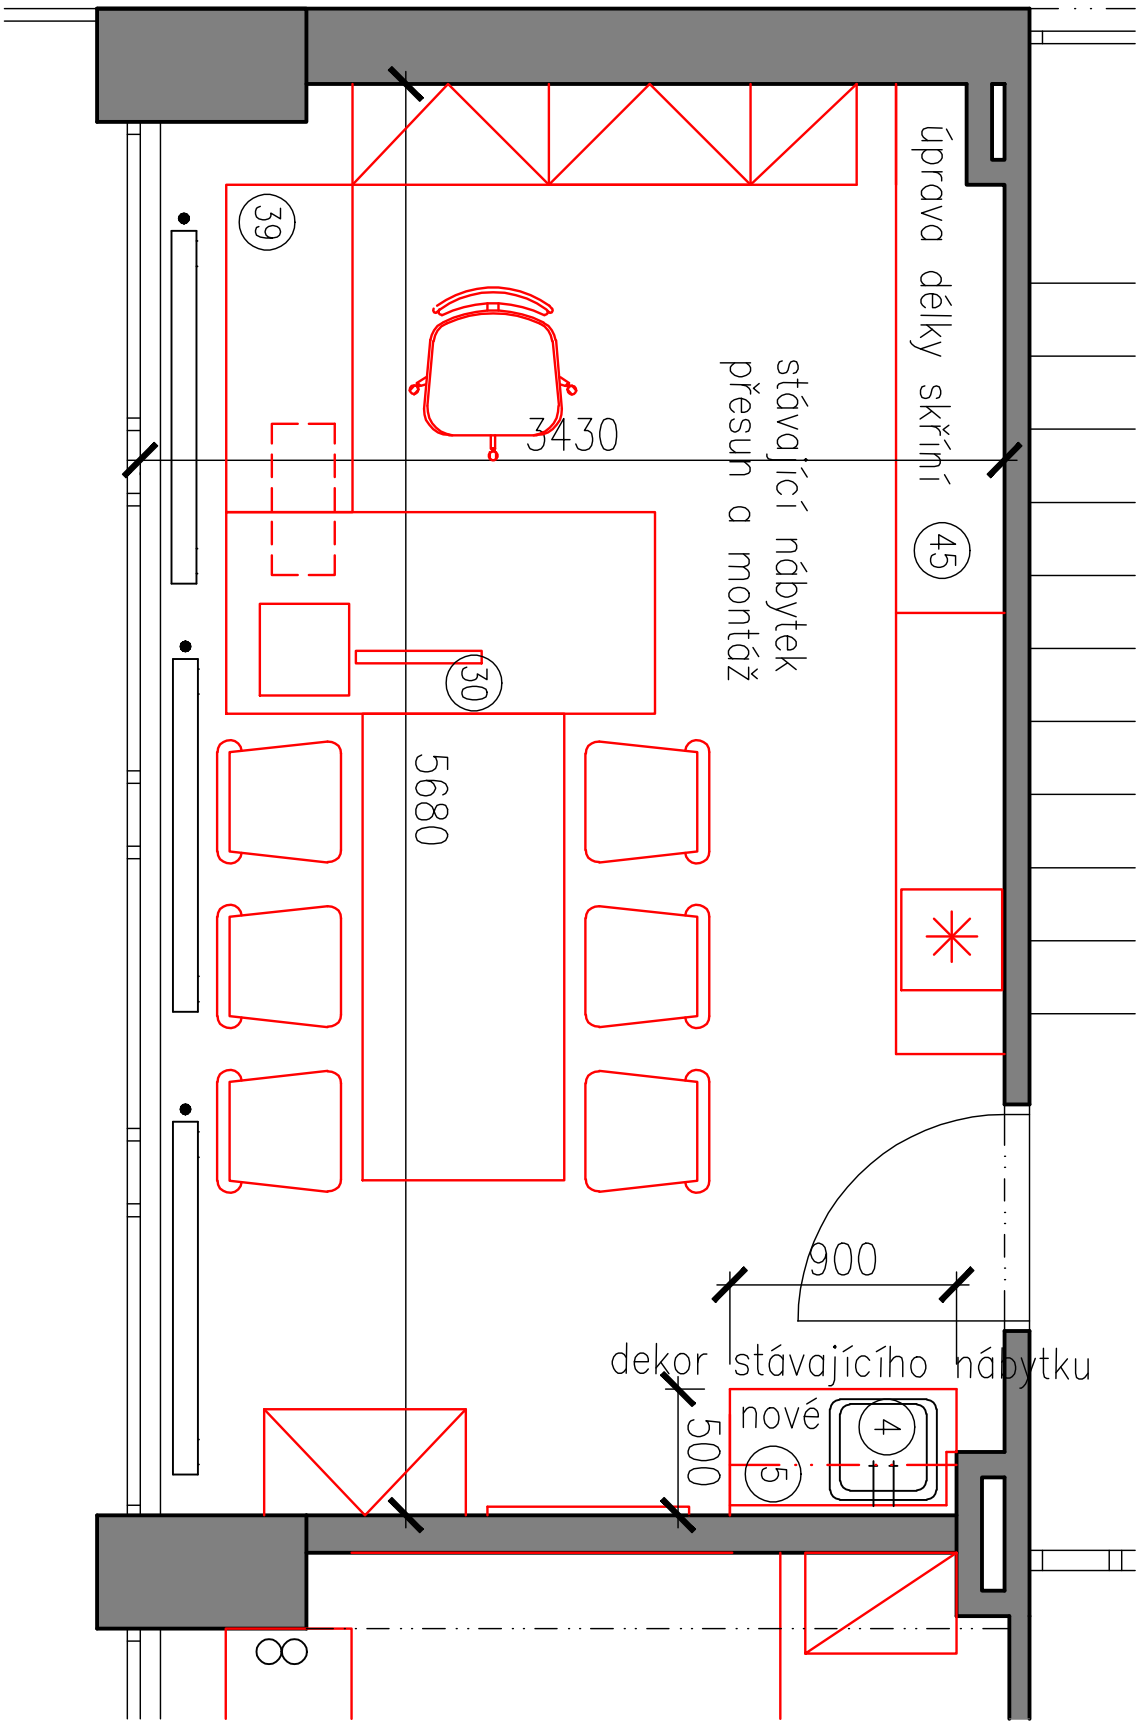 úprava délky skříní
45
39
stávající nábytek
přesun a montáž
3430
30
5680
900
dekor stávajícího nábytku
nové
4
5
500